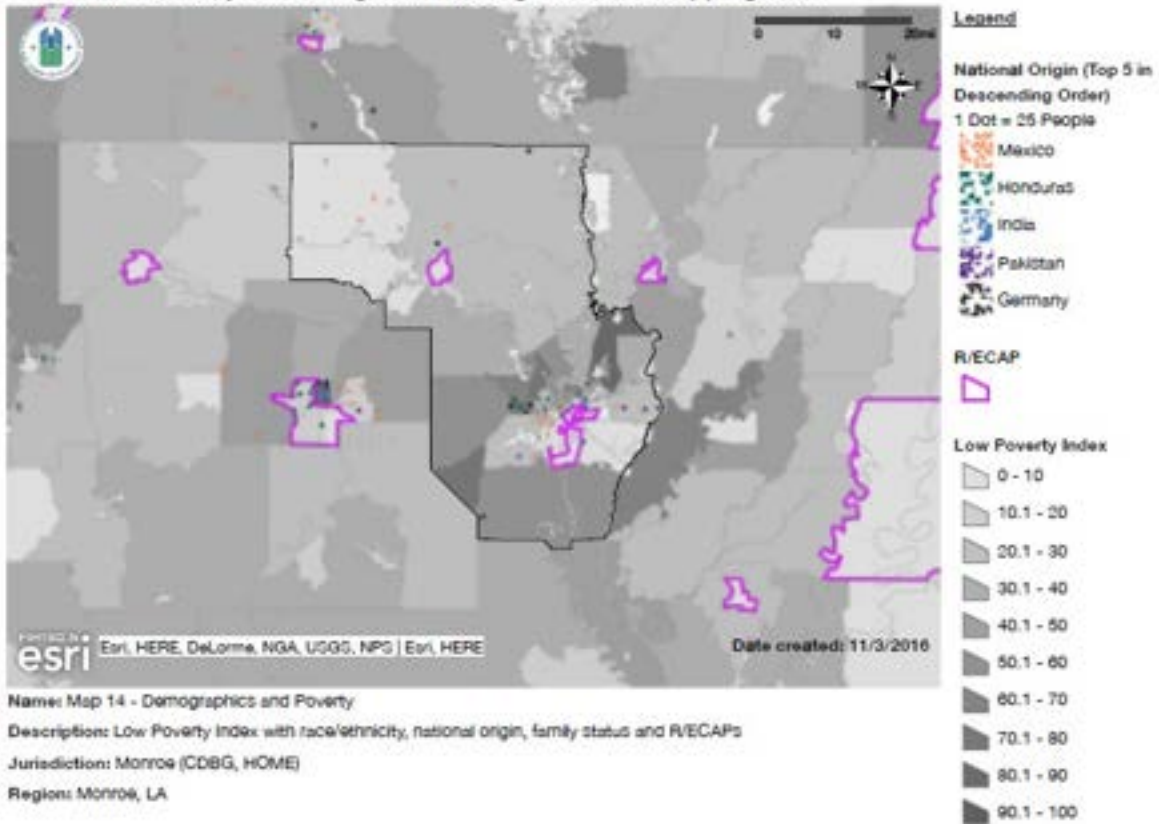 0 10 20mi
N
W E
S
Legend
National Origin (Top 5 in
Descending Order)
1 Dot = 25 People
Mexico
Honduras
India
Pakistan
Germany
R/ECAP
Low Poverty Index
0 - 10
10.1 - 20
20.1 - 30
30.1 - 40
40.1 - 50
50.1 - 60
60.1 - 70
70.1 - 80
80.1 - 90
90.1 - 100
POWERED BY
esri
Esri, HERE, DeLorme, NGA, USGS, NPS | Esri, HERE
Date created: 11/3/2016
Name: Map 14 - Demographics and Poverty
Description: Low Poverty Index with race/ethnicity, national origin, family status and R/ECAPs
Jurisdiction: Monroe (CDBG, HOME)
Region: Monroe, LA